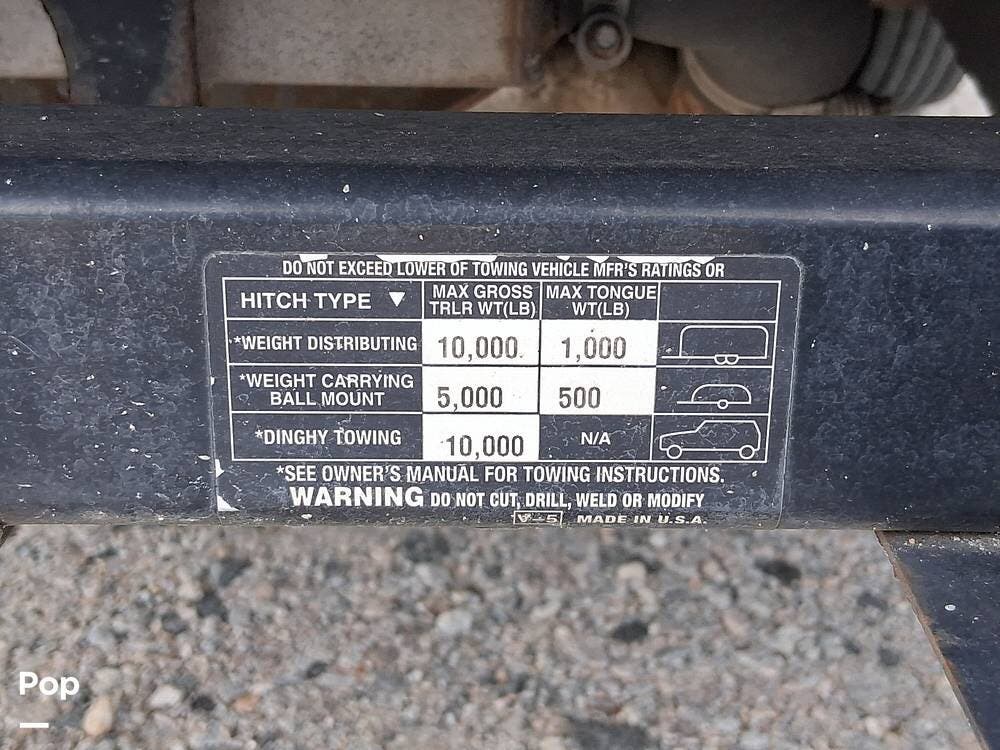 DO NOT EXCEED LOWER OF TOWING VEHICLE MFR'S RATINGS OR
HITCH TYPE ▼ MAX GROSS TRLR WT(LB) MAX TONGUE WT(LB)
*WEIGHT DISTRIBUTING 10,000 1,000
*WEIGHT CARRYING BALL MOUNT 5,000 500
*DINGHY TOWING 10,000 N/A
*SEE OWNER'S MANUAL FOR TOWING INSTRUCTIONS.
WARNING DO NOT CUT, DRILL, WELD OR MODIFY
V-5 MADE IN U.S.A.
Pop